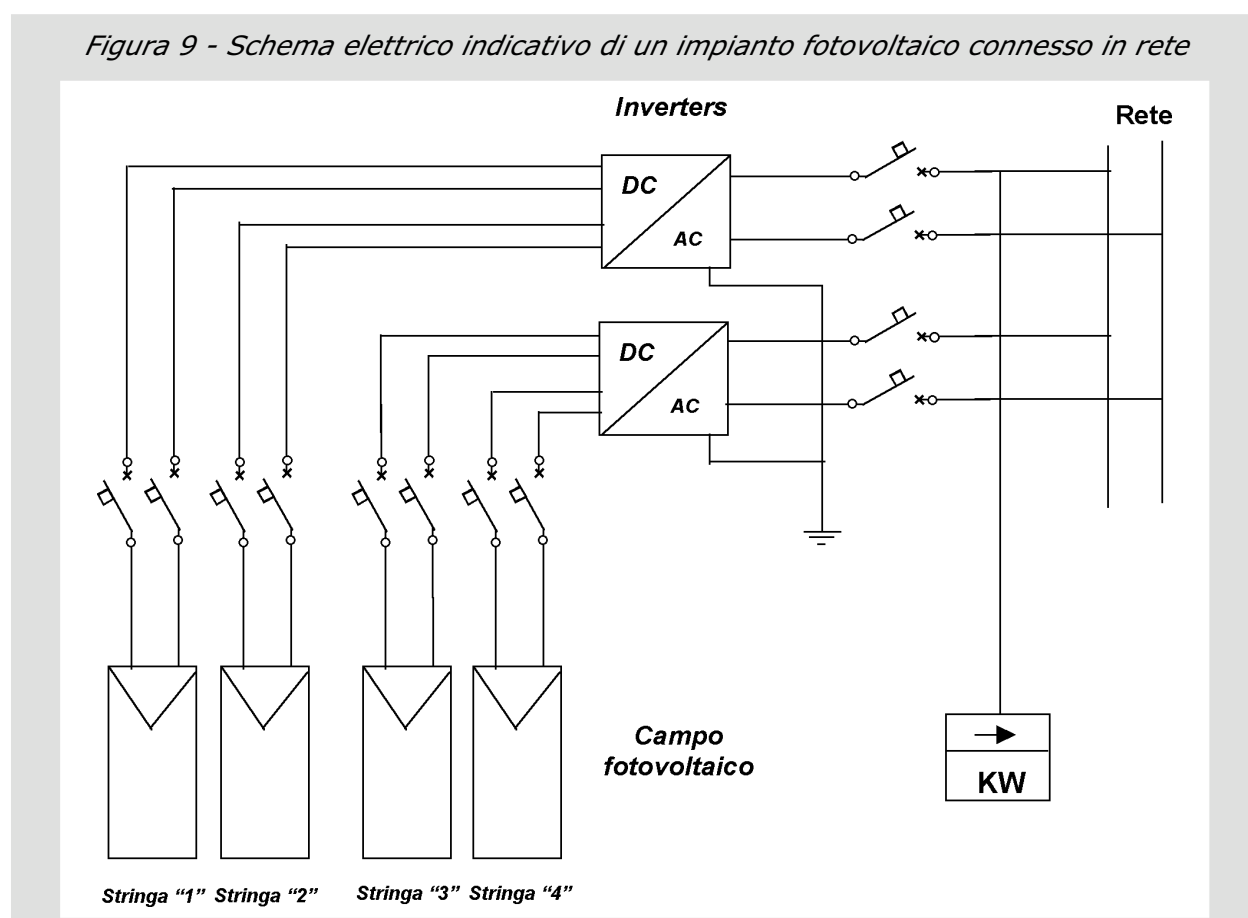 Figura 9 - Schema elettrico indicativo di un impianto fotovoltaico connesso in rete
Inverters
Rete
DC
AC
DC
AC
Campo
fotovoltaico
KW
Stringa “1” Stringa “2” Stringa “3” Stringa “4”